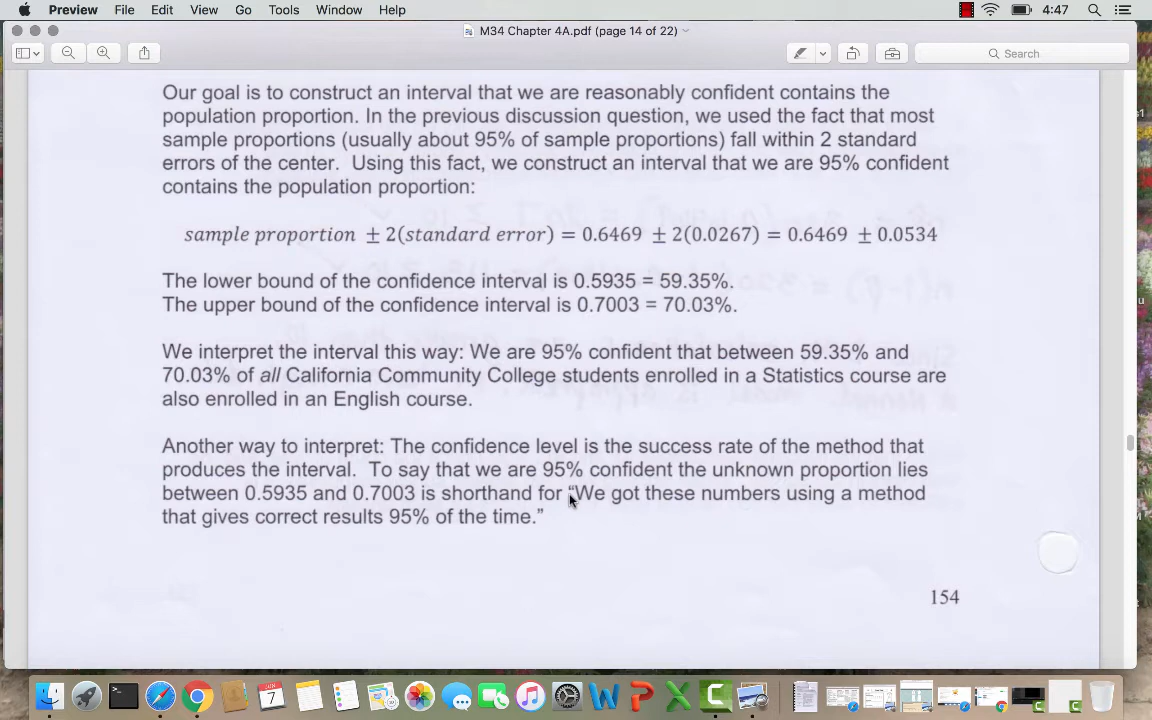 Preview File Edit View Go Tools Window Help 4:47
M34 Chapter 4A.pdf (page 14 of 22)
Search
Our goal is to construct an interval that we are reasonably confident contains the
population proportion. In the previous discussion question, we used the fact that most
sample proportions (usually about 95% of sample proportions) fall within 2 standard
errors of the center. Using this fact, we construct an interval that we are 95% confident
contains the population proportion:
sample proportion ± 2(standard error) = 0.6469 ± 2(0.0267) = 0.6469 ± 0.0534
The lower bound of the confidence interval is 0.5935 = 59.35%.
The upper bound of the confidence interval is 0.7003 = 70.03%.
We interpret the interval this way: We are 95% confident that between 59.35% and
70.03% of all California Community College students enrolled in a Statistics course are
also enrolled in an English course.
Another way to interpret: The confidence level is the success rate of the method that
produces the interval. To say that we are 95% confident the unknown proportion lies
between 0.5935 and 0.7003 is shorthand for “We got these numbers using a method
that gives correct results 95% of the time.”
154